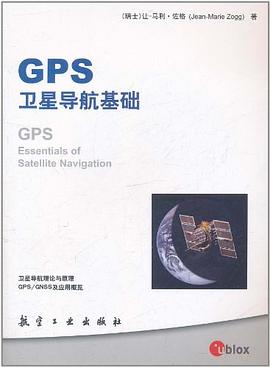 (瑞士)让-马利·佐格 (Jean-Marie Zogg) 著
GPS
卫星导航基础
GPS
Essentials of
Satellite Navigation
卫星导航理论与原理
GPS/GNSS及应用概览
航空工业出版社
ublox